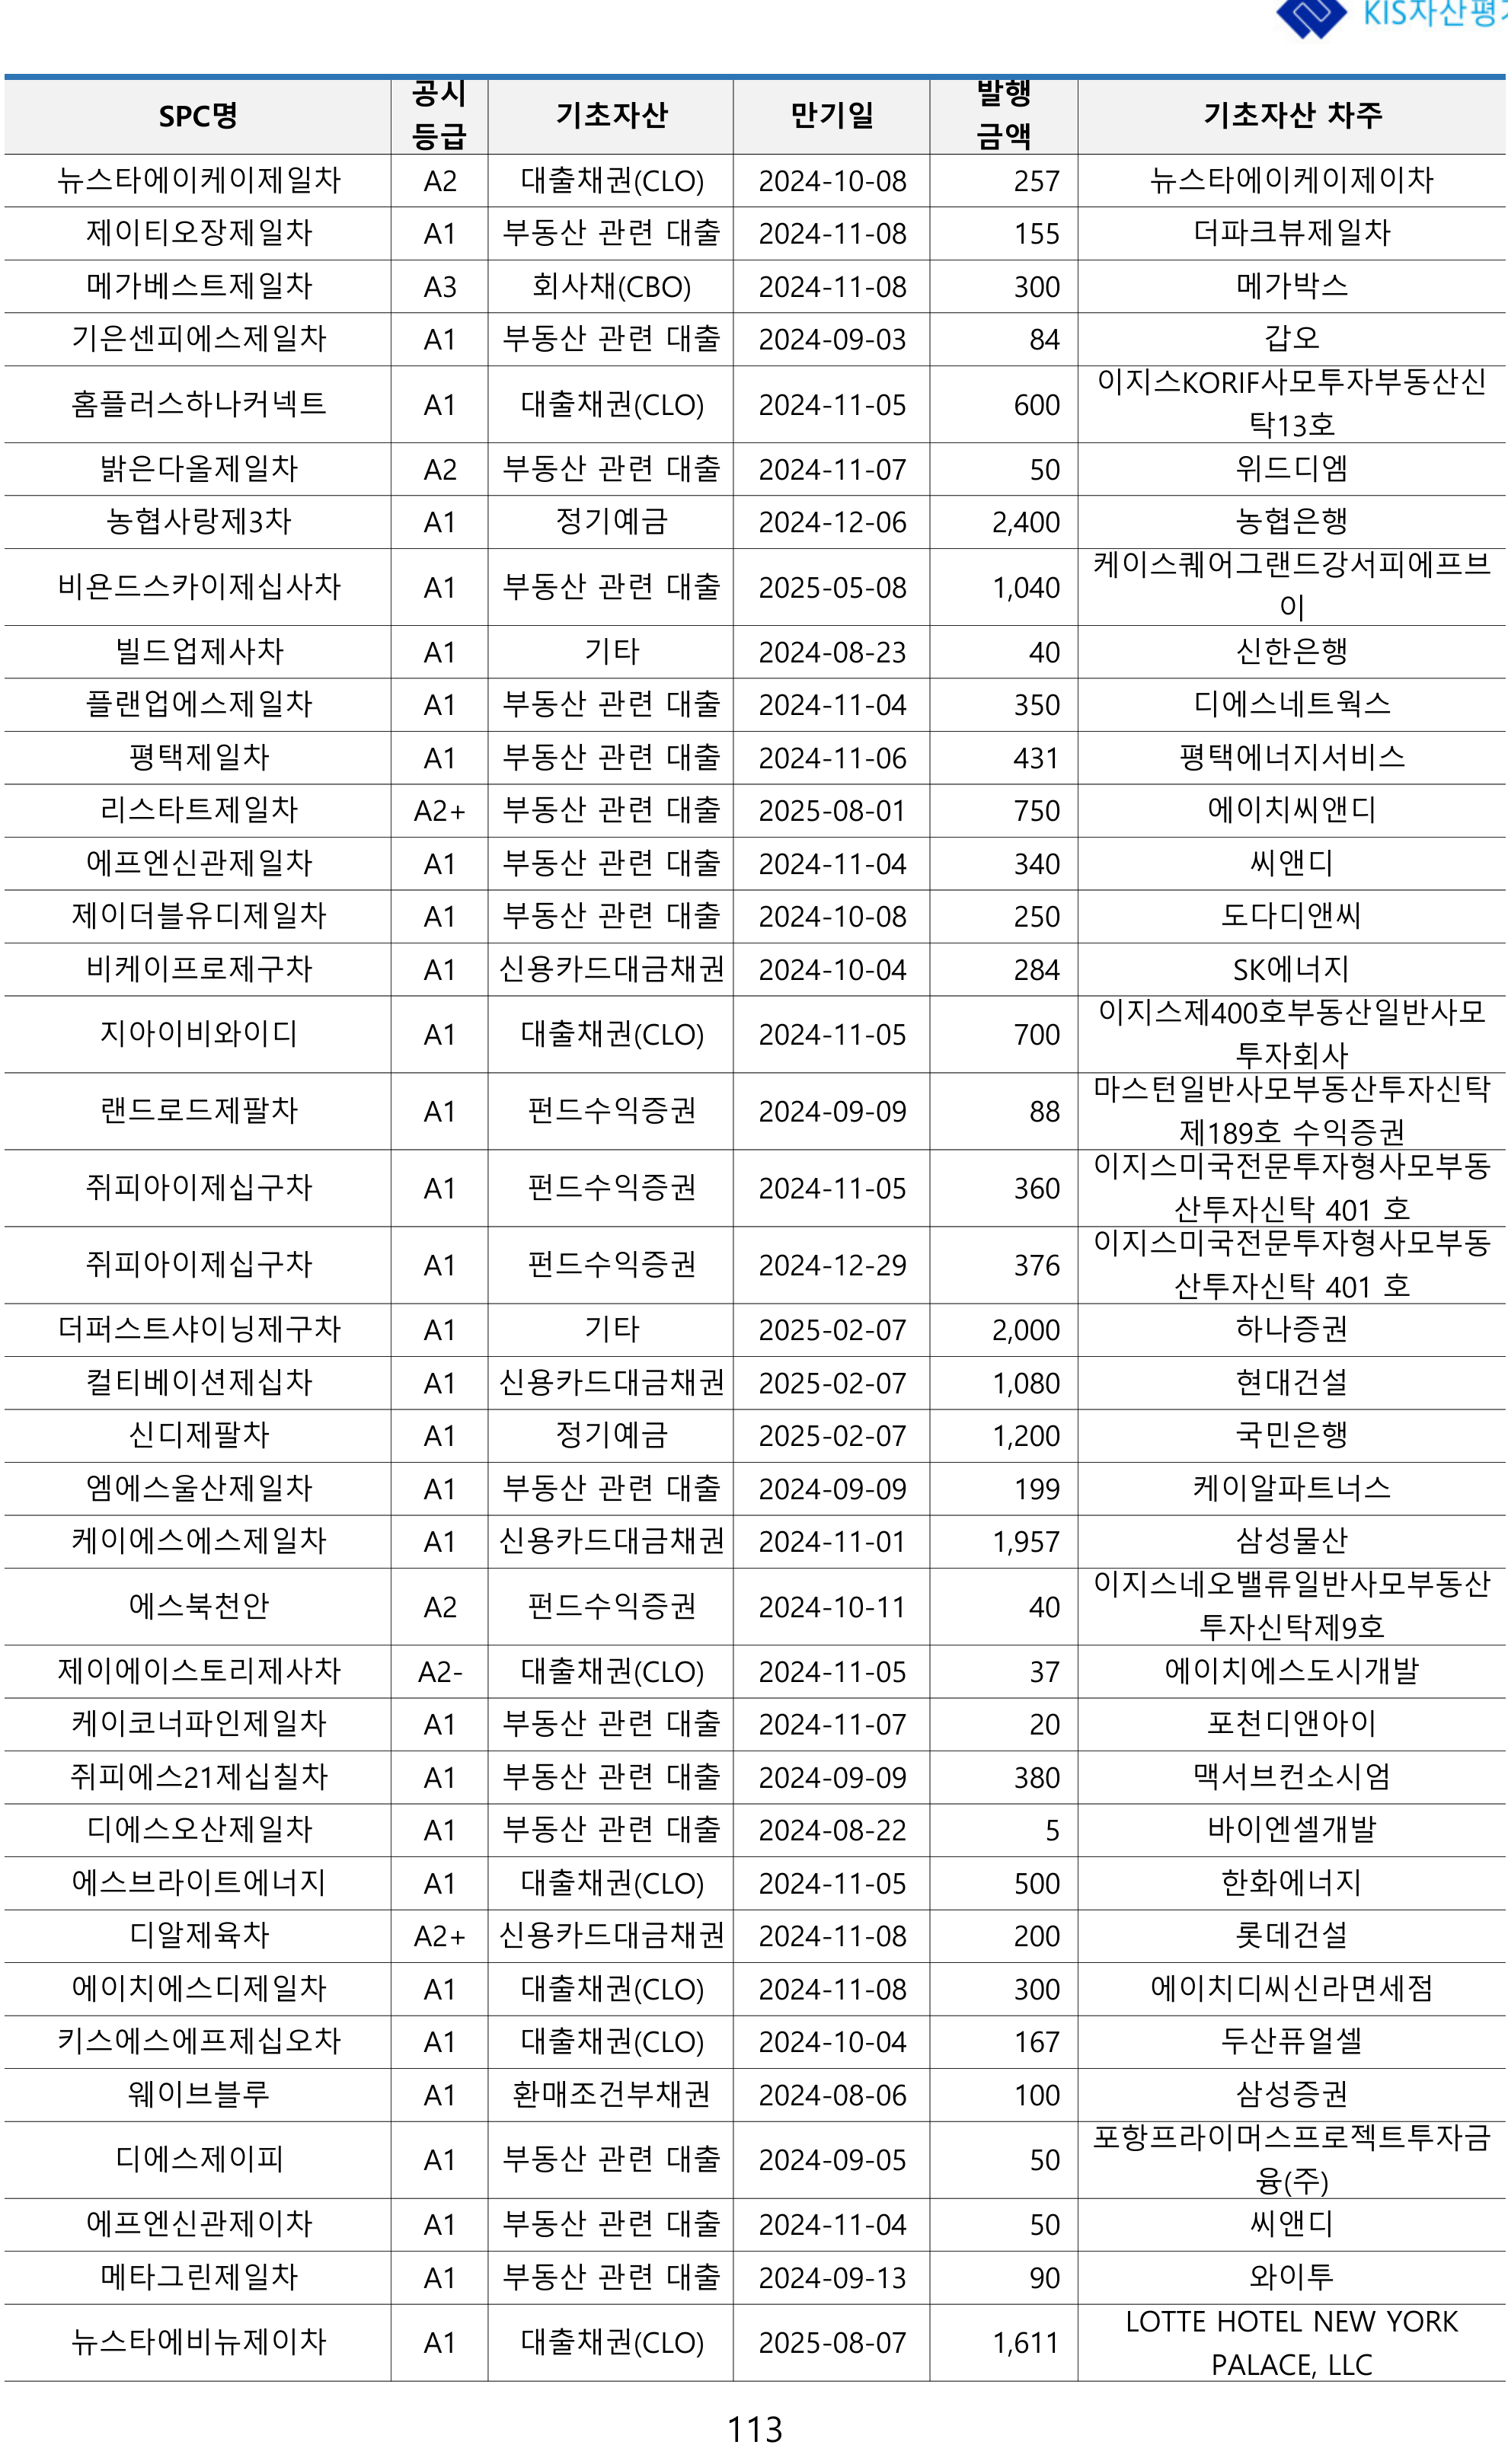 KIS자산평가
SPC명 공시등급 기초자산 만기일 발행금액 기초자산 차주
뉴스타에이케이제일차 A2 대출채권(CLO) 2024-10-08 257 뉴스타에이케이제이차
제이티오장제일차 A1 부동산 관련 대출 2024-11-08 155 더파크뷰제일차
메가베스트제일차 A3 회사채(CBO) 2024-11-08 300 메가박스
기은센피에스제일차 A1 부동산 관련 대출 2024-09-03 84 갑오
홈플러스하나커넥트 A1 대출채권(CLO) 2024-11-05 600 이지스KORIF사모투자부동산신탁13호
밝은다올제일차 A2 부동산 관련 대출 2024-11-07 50 위드디엠
농협사랑제3차 A1 정기예금 2024-12-06 2,400 농협은행
비욘드스카이제십사차 A1 부동산 관련 대출 2025-05-08 1,040 케이스퀘어그랜드강서피에프브이
빌드업제사차 A1 기타 2024-08-23 40 신한은행
플랜업에스제일차 A1 부동산 관련 대출 2024-11-04 350 디에스네트웍스
평택제일차 A1 부동산 관련 대출 2024-11-06 431 평택에너지서비스
리스타트제일차 A2+ 부동산 관련 대출 2025-08-01 750 에이치씨앤디
에프엔신관제일차 A1 부동산 관련 대출 2024-11-04 340 씨앤디
제이더블유디제일차 A1 부동산 관련 대출 2024-10-08 250 도다디앤씨
비케이프로제구차 A1 신용카드대금채권 2024-10-04 284 SK에너지
지아이비와이디 A1 대출채권(CLO) 2024-11-05 700 이지스제400호부동산일반사모투자회사
랜드로드제팔차 A1 펀드수익증권 2024-09-09 88 마스턴일반사모부동산투자신탁제189호 수익증권
쥐피아이제십구차 A1 펀드수익증권 2024-11-05 360 이지스미국전문투자형사모부동산투자신탁 401 호
쥐피아이제십구차 A1 펀드수익증권 2024-12-29 376 이지스미국전문투자형사모부동산투자신탁 401 호
더퍼스트샤이닝제구차 A1 기타 2025-02-07 2,000 하나증권
컬티베이션제십차 A1 신용카드대금채권 2025-02-07 1,080 현대건설
신디제팔차 A1 정기예금 2025-02-07 1,200 국민은행
엠에스울산제일차 A1 부동산 관련 대출 2024-09-09 199 케이알파트너스
케이에스에스제일차 A1 신용카드대금채권 2024-11-01 1,957 삼성물산
에스북천안 A2 펀드수익증권 2024-10-11 40 이지스네오밸류일반사모부동산투자신탁제9호
제이에이스토리제사차 A2- 대출채권(CLO) 2024-11-05 37 에이치에스도시개발
케이코너파인제일차 A1 부동산 관련 대출 2024-11-07 20 포천디앤아이
쥐피에스21제십칠차 A1 부동산 관련 대출 2024-09-09 380 맥서브컨소시엄
디에스오산제일차 A1 부동산 관련 대출 2024-08-22 5 바이엔셀개발
에스브라이트에너지 A1 대출채권(CLO) 2024-11-05 500 한화에너지
디알제육차 A2+ 신용카드대금채권 2024-11-08 200 롯데건설
에이치에스디제일차 A1 대출채권(CLO) 2024-11-08 300 에이치디씨신라면세점
키스에스에프제십오차 A1 대출채권(CLO) 2024-10-04 167 두산퓨얼셀
웨이브블루 A1 환매조건부채권 2024-08-06 100 삼성증권
디에스제이피 A1 부동산 관련 대출 2024-09-05 50 포항프라이머스프로젝트투자금융(주)
에프엔신관제이차 A1 부동산 관련 대출 2024-11-04 50 씨앤디
메타그린제일차 A1 부동산 관련 대출 2024-09-13 90 와이투
뉴스타에비뉴제이차 A1 대출채권(CLO) 2025-08-07 1,611 LOTTE HOTEL NEW YORK PALACE, LLC
113